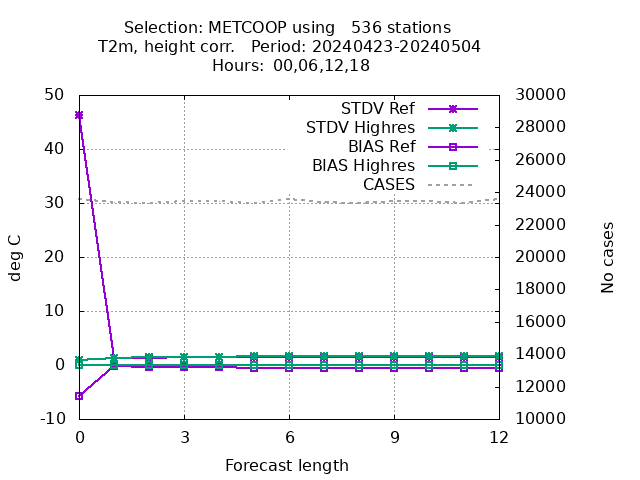 Selection: METCOOP using   536 stations
T2m, height corr.   Period: 20240423-20240504
Hours:  00,06,12,18
STDV Ref
STDV Highres
BIAS Ref
BIAS Highres
CASES
50
40
30
20
10
0
-10
30000
28000
26000
24000
22000
20000
18000
16000
14000
12000
10000
deg C
No cases
0 3 6 9 12
Forecast length